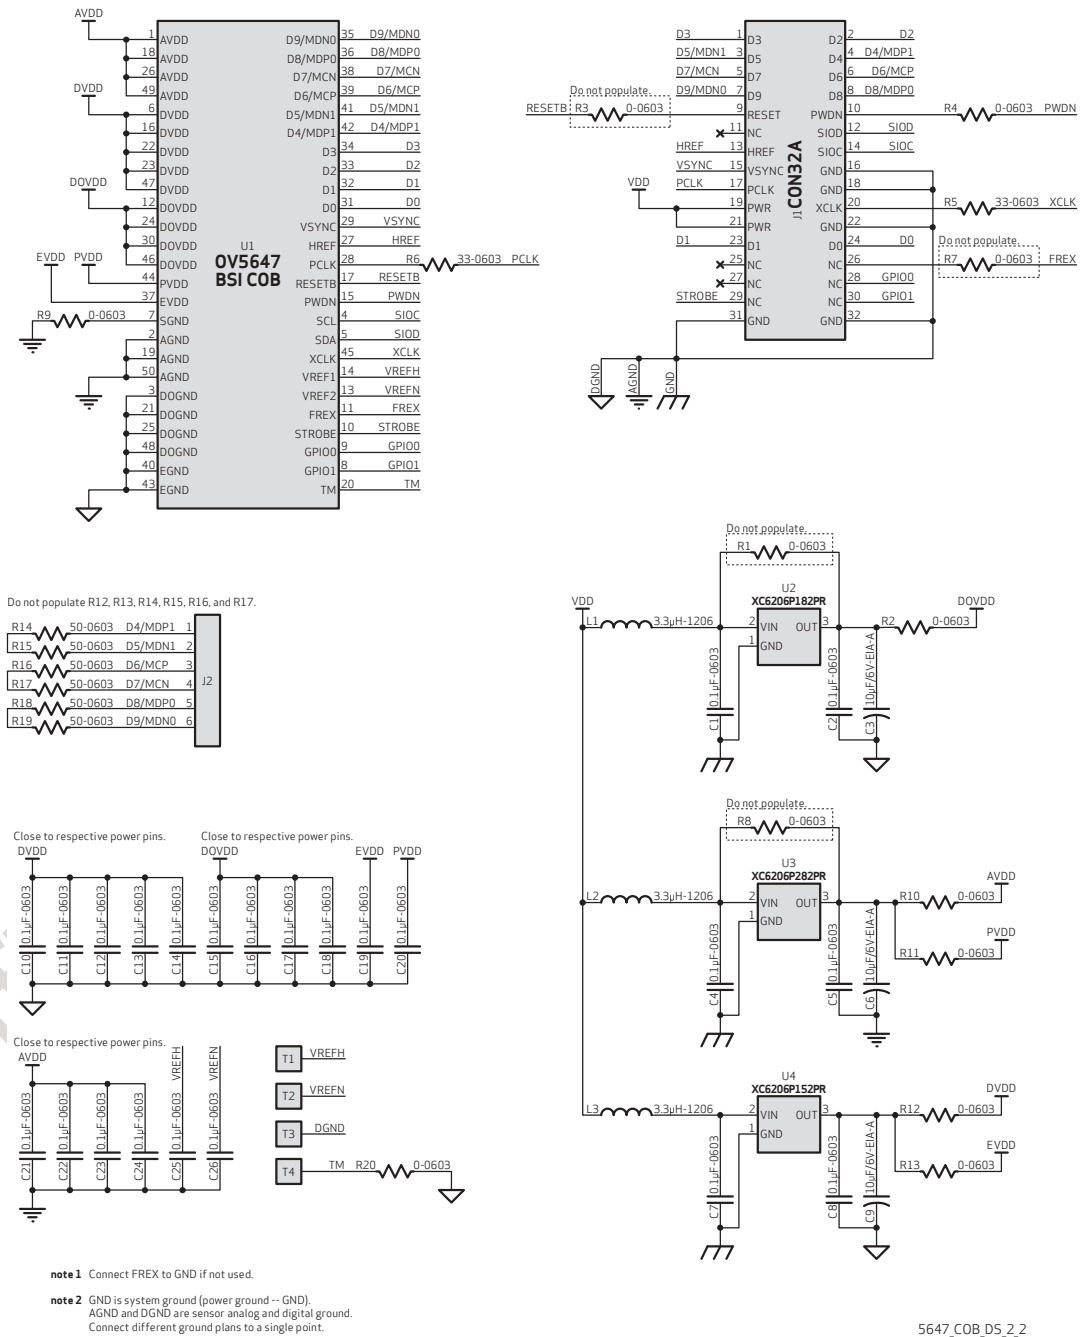 AVDD
1 AVDD
18 AVDD
26 AVDD
49 AVDD
DVDD
6 DVDD
16 DVDD
22 DVDD
23 DVDD
47 DVDD
DOVDD
12 DOVDD
24 DOVDD
30 DOVDD
46 DOVDD
EVDD PVDD
44 PVDD
37 EVDD
R9 0-0603 7 SGND
2 AGND
19 AGND
50 AGND
3 DOGND
21 DOGND
25 DOGND
48 DOGND
40 EGND
43 EGND
U1
OV5647
BSI COB
D9/MDN0 35 D9/MDN0
D8/MDP0 36 D8/MDP0
D7/MCN 38 D7/MCN
D6/MCP 39 D6/MCP
D5/MDN1 41 D5/MDN1
D4/MDP1 42 D4/MDP1
D3 34 D3
D2 33 D2
D1 32 D1
D0 31 D0
VSYNC 29 VSYNC
HREF 27 HREF
PCLK 28 R6 33-0603 PCLK
RESETB 17 RESETB
PWDN 15 PWDN
SCL 4 SIOC
SDA 5 SIOD
XCLK 45 XCLK
VREF1 14 VREFH
VREF2 13 VREFN
FREX 11 FREX
STROBE 10 STROBE
GPIO0 9 GPIO0
GPIO1 8 GPIO1
TM 20 TM
D3 1 D3
D5/MDN1 3 D5
D7/MCN 5 D7
Do not populate.
D9/MDN0 7 D9
RESETB R3 0-0603 9 RESET
11 NC
HREF 13 HREF
VSYNC 15 VSYNC
VDD
PCLK 17 PCLK
19 PWR
21 PWR
D1 23 D1
25 NC
27 NC
STROBE 29 NC
31 GND
J1
CON32A
D2 2 D2
D4 4 D4/MDP1
D6 6 D6/MCP
D8 8 D8/MDP0
PWDN 10 R4 0-0603 PWDN
SIOD 12 SIOD
SIOC 14 SIOC
GND 16
GND 18
XCLK 20 R5 33-0603 XCLK
GND 22
D0 24 D0
Do not populate.
NC 26 R7 0-0603 FREX
NC 28 GPIO0
NC 30 GPIO1
GND 32
DGND
AGND
GND
Do not populate R12, R13, R14, R15, R16, and R17.
R14 50-0603 D4/MDP1 1
R15 50-0603 D5/MDN1 2
R16 50-0603 D6/MCP 3
R17 50-0603 D7/MCN 4
R18 50-0603 D8/MDP0 5
R19 50-0603 D9/MDN0 6
J2
Do not populate.
R1 0-0603
U2
XC6206P182PR
VDD
DOVDD
L1 3.3µH-1206 2 VIN OUT 3 R2 0-0603
1 GND
C1 0.1µF-0603
C2 0.1µF-0603
C3 10µF/6V-EIA-A
Do not populate.
R8 0-0603
U3
XC6206P282PR
AVDD
L2 3.3µH-1206 2 VIN OUT 3 R10 0-0603
1 GND
PVDD
R11 0-0603
C4 0.1µF-0603
C5 0.1µF-0603
C6 10µF/6V-EIA-A
U4
XC6206P152PR
DVDD
L3 3.3µH-1206 2 VIN OUT 3 R12 0-0603
1 GND
EVDD
R13 0-0603
C7 0.1µF-0603
C8 0.1µF-0603
C9 10µF/6V-EIA-A
Close to respective power pins.
DVDD
C10 0.1µF-0603
C11 0.1µF-0603
C12 0.1µF-0603
C13 0.1µF-0603
C14 0.1µF-0603
Close to respective power pins.
DOVDD
EVDD PVDD
C15 0.1µF-0603
C16 0.1µF-0603
C17 0.1µF-0603
C18 0.1µF-0603
C19 0.1µF-0603
C20 0.1µF-0603
Close to respective power pins.
AVDD
C21 0.1µF-0603
C22 0.1µF-0603
C23 0.1µF-0603
C24 0.1µF-0603
C25 0.1µF-0603 VREFH
C26 0.1µF-0603 VREFN
T1 VREFH
T2 VREFN
T3 DGND
T4 TM R20 0-0603
note 1 Connect FREX to GND if not used.
note 2 GND is system ground (power ground -- GND).
AGND and DGND are sensor analog and digital ground.
Connect different ground plans to a single point.
5647_COB_DS_2_2